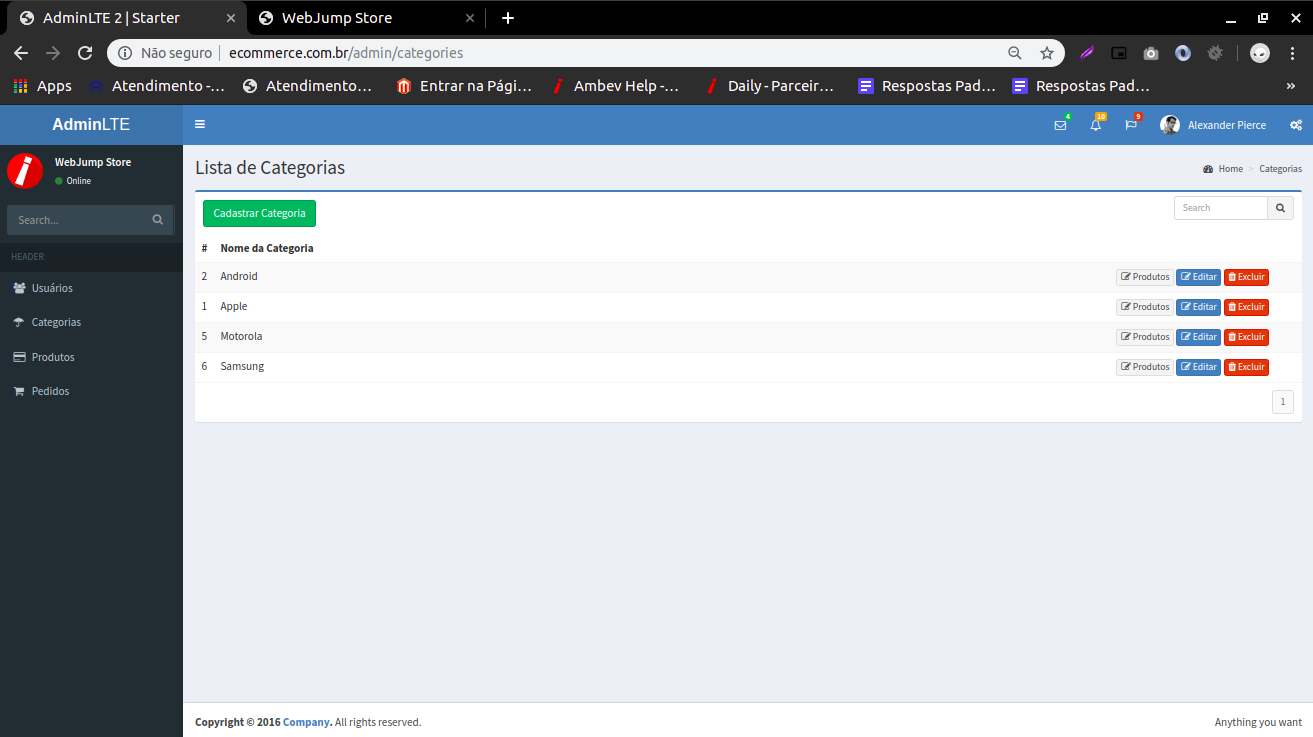 AdminLTE 2 | Starter
WebJump Store
Não seguro
ecommerce.com.br/admin/categories
Apps
Atendimento -...
Atendimento...
Entrar na Pági...
Ambev Help -...
Daily - Parceir...
Respostas Pad...
Respostas Pad...
»
AdminLTE
4
10
9
Alexander Pierce
WebJump Store
Online
Search...
HEADER
Usuários
Categorias
Produtos
Pedidos
Lista de Categorias
Home > Categorias
Cadastrar Categoria
Search
# Nome da Categoria
2 Android Produtos Editar Excluir
1 Apple Produtos Editar Excluir
5 Motorola Produtos Editar Excluir
6 Samsung Produtos Editar Excluir
1
Copyright © 2016 Company. All rights reserved.
Anything you want